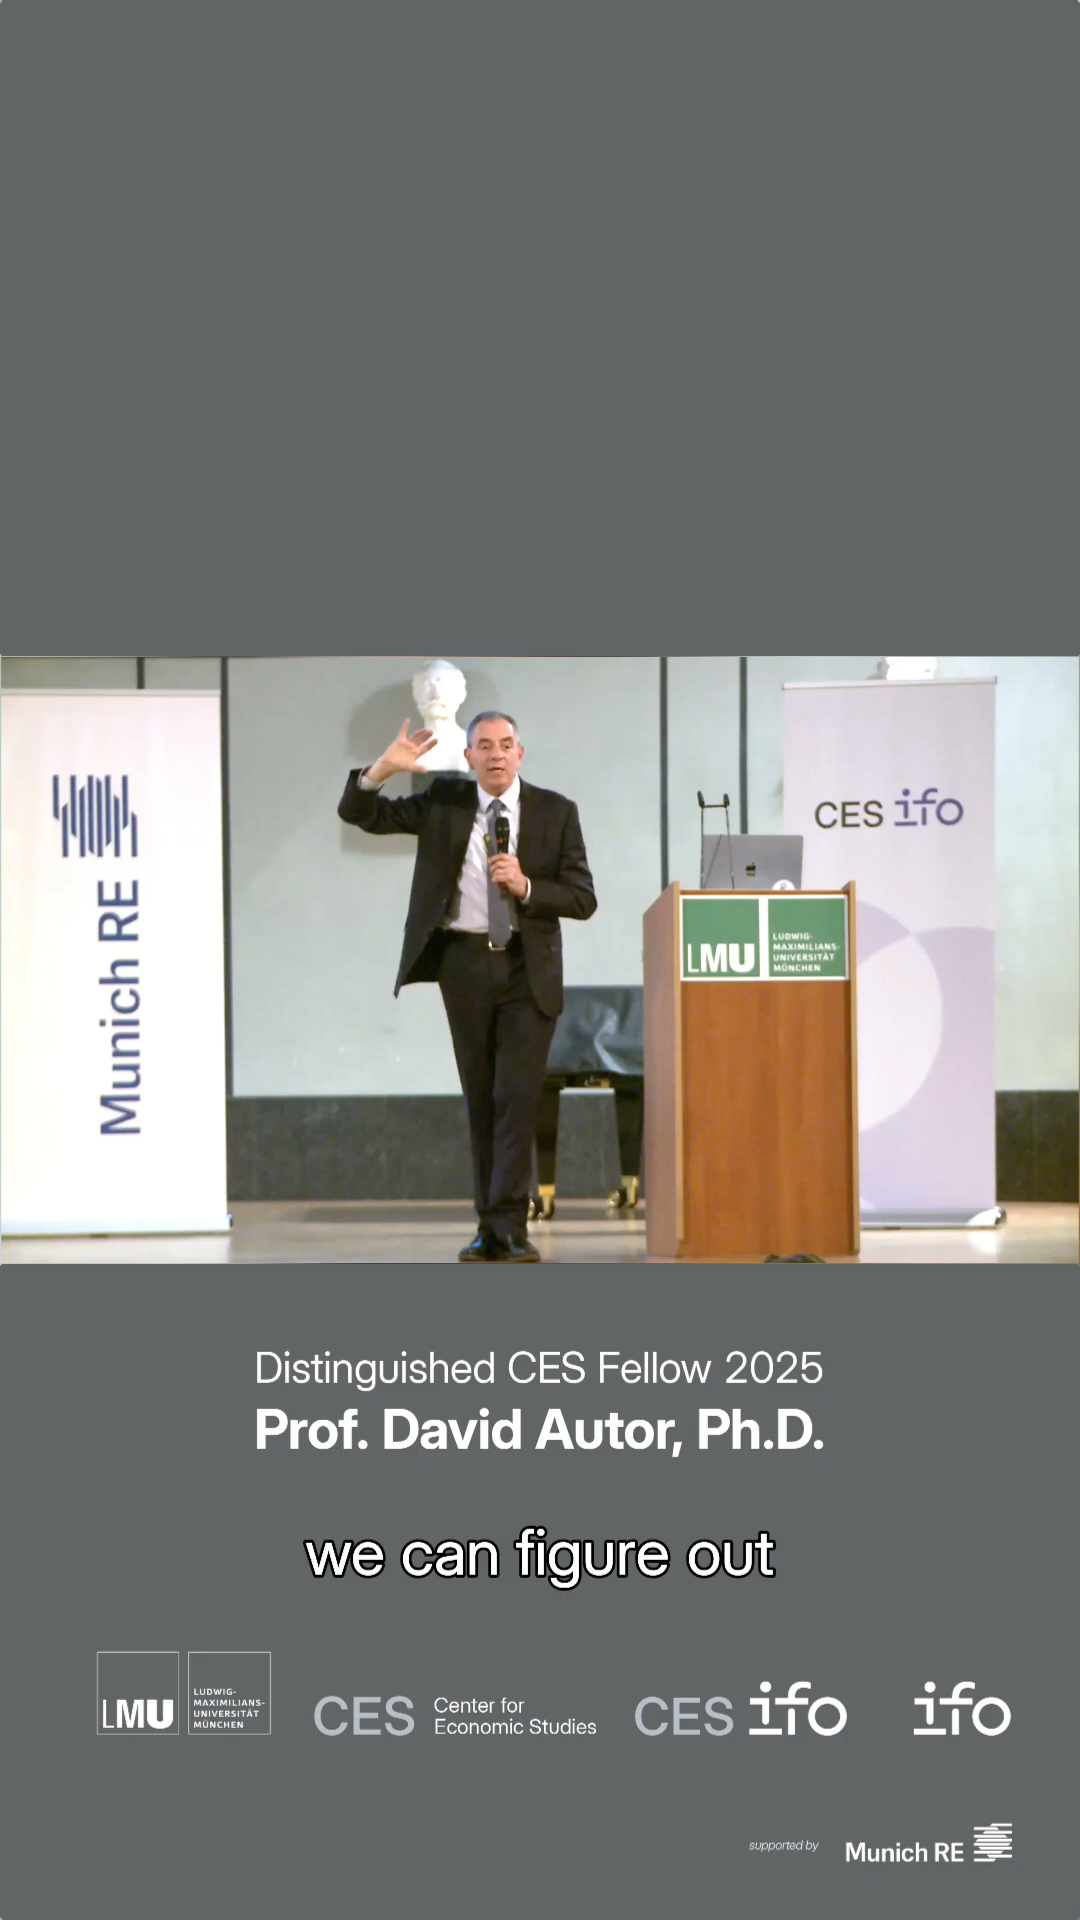 Munich RE
CES ifo
LMU
LUDWIG-
MAXIMILIANS-
UNIVERSITÄT
MÜNCHEN
Distinguished CES Fellow 2025
Prof. David Autor, Ph.D.
we can figure out
LMU
LUDWIG-
MAXIMILIANS-
UNIVERSITÄT
MÜNCHEN
CES
Center for
Economic Studies
CES ifo
ifo
supported by
Munich RE